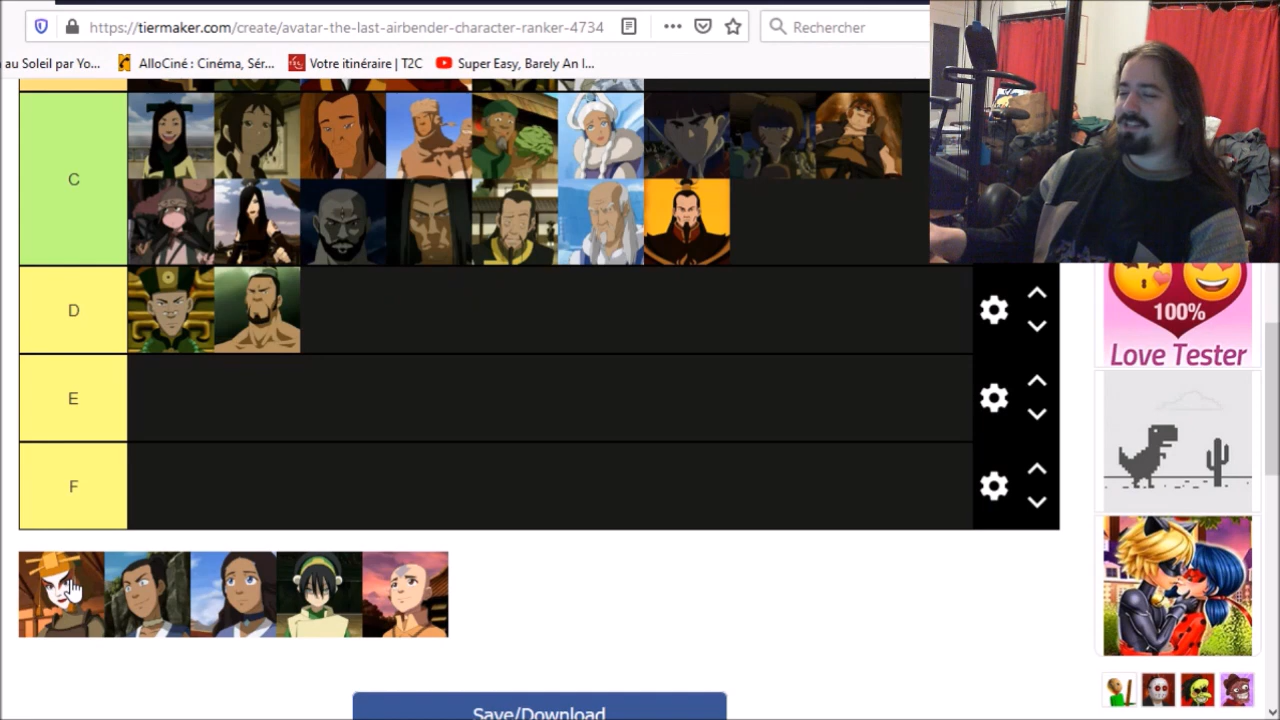 https://tiermaker.com/create/avatar-the-last-airbender-character-ranker-4734
Rechercher
au Soleil par Yo...
AlloCiné : Cinéma, Sér...
Votre itinéraire | T2C
Super Easy, Barely An I...
C
D
E
F
100%
Love Tester
Save/Download